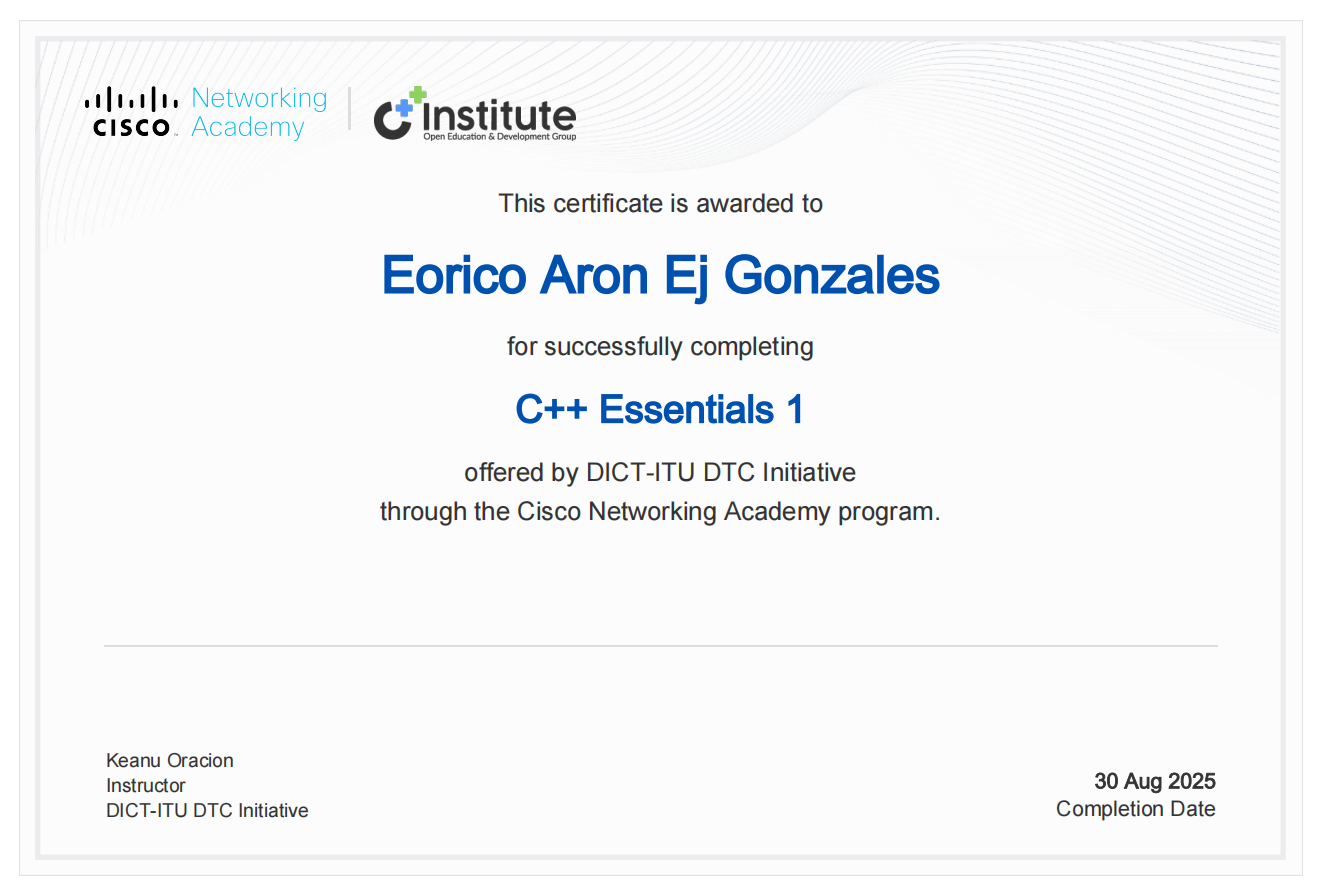 CISCO Networking Academy
C++ Institute
Open Education & Development Group
This certificate is awarded to
Eorico Aron Ej Gonzales
for successfully completing
C++ Essentials 1
offered by DICT-ITU DTC Initiative
through the Cisco Networking Academy program.
Keanu Oracion
Instructor
DICT-ITU DTC Initiative
30 Aug 2025
Completion Date